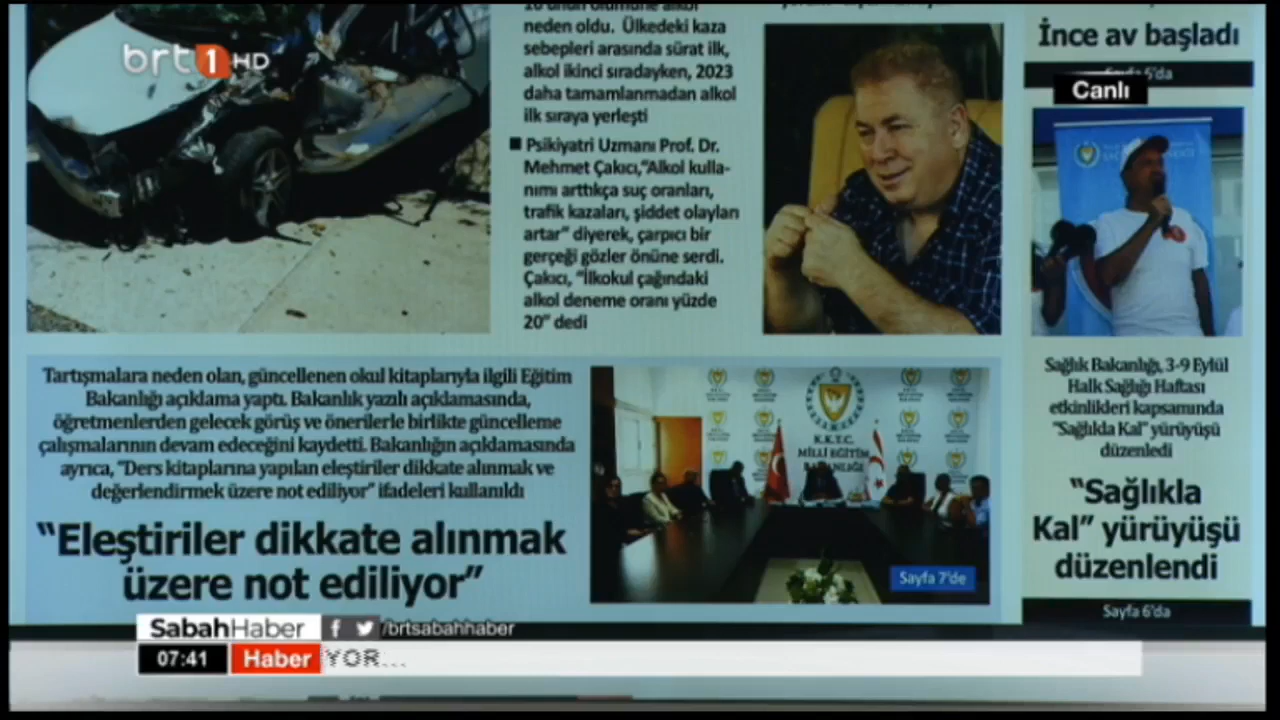 brt 1 HD
neden oldu. Ülkedeki kaza
sebepleri arasında sürat ilk,
alkol ikinci sıradayken, 2023
daha tamamlanmadan alkol
ilk sıraya yerleşti
Psikiyatri Uzmanı Prof. Dr.
Mehmet Çakıcı,“Alkol kulla-
nımı arttıkça suç oranları,
trafik kazaları, şiddet olayları
artar” diyerek, çarpıcı bir
gerçeği gözler önüne serdi.
Çakıcı, “İlkokul çağındaki
alkol deneme oranı yüzde
20” dedi
İnce av başladı
Canlı
Sağlık Bakanlığı, 3-9 Eylül
Halk Sağlığı Haftası
etkinlikleri kapsamında
“Sağlıkla Kal” yürüyüşü
düzenledi
“Sağlıkla
Kal” yürüyüşü
düzenlendi
Sayfa 6'da
Tartışmalara neden olan, güncellenen okul kitaplarıyla ilgili Eğitim
Bakanlığı açıklama yaptı. Bakanlık yazılı açıklamasında,
öğretmenlerden gelecek görüş ve önerilerle birlikte güncelleme
çalışmalarının devam edeceğini kaydetti. Bakanlığın açıklamasında
ayrıca, “Ders kitaplarına yapılan eleştiriler dikkate alınmak ve
değerlendirmek üzere not ediliyor” ifadeleri kullanıldı
“Eleştiriler dikkate alınmak
üzere not ediliyor”
K.K.T.C.
MİLLİ EĞİTİM
BAKANLIĞI
Sayfa 7'de
SabahHaber f /brtsabahhaber
07:41 Haber YOR...